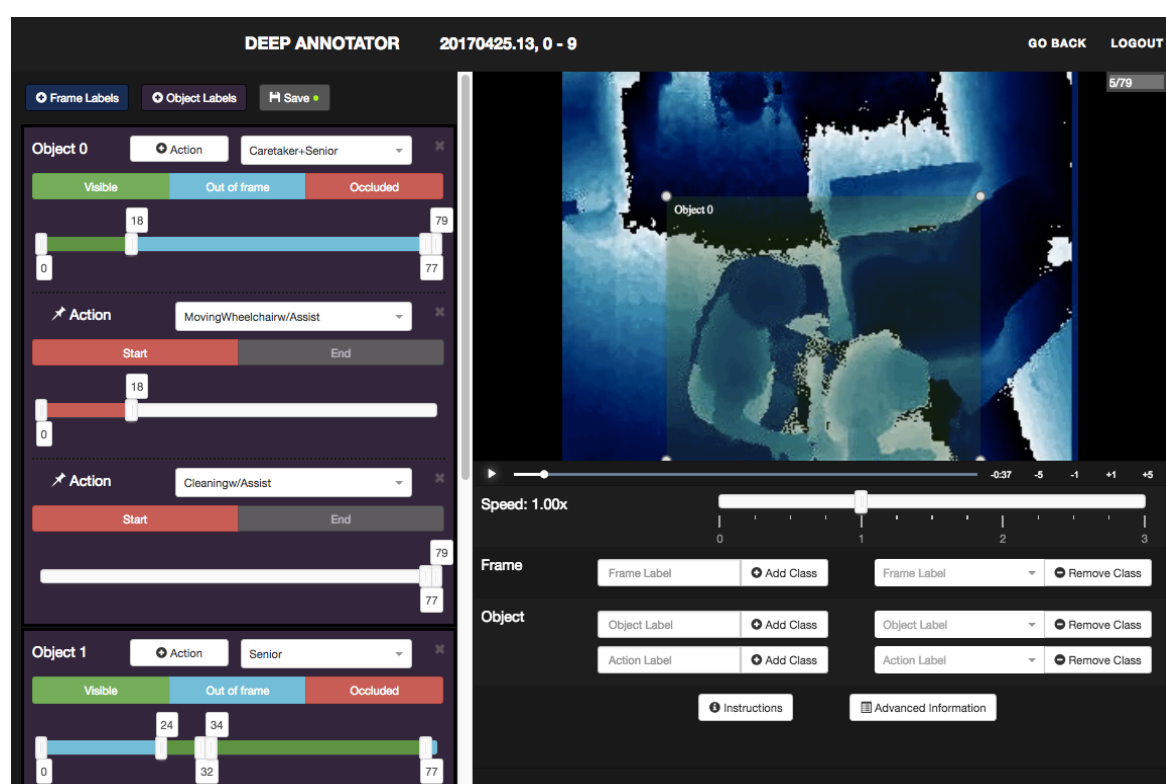 DEEP ANNOTATOR 20170425.13, 0 - 9 GO BACK LOGOUT
Frame Labels Object Labels Save
Object 0 Action Caretaker+Senior
Visible Out of frame Occluded
18 79
0 77
Action MovingWheelchairw/Assist
Start End
18
0
Action Cleaningw/Assist
Start End
79
77
Object 1 Action Senior
Visible Out of frame Occluded
24 34
0 32 77
5/79
Object 0
-0:37 -5 -1 +1 +5
Speed: 1.00x
0 1 2 3
Frame Frame Label Add Class Frame Label Remove Class
Object Object Label Add Class Object Label Remove Class
Action Label Add Class Action Label Remove Class
Instructions Advanced Information